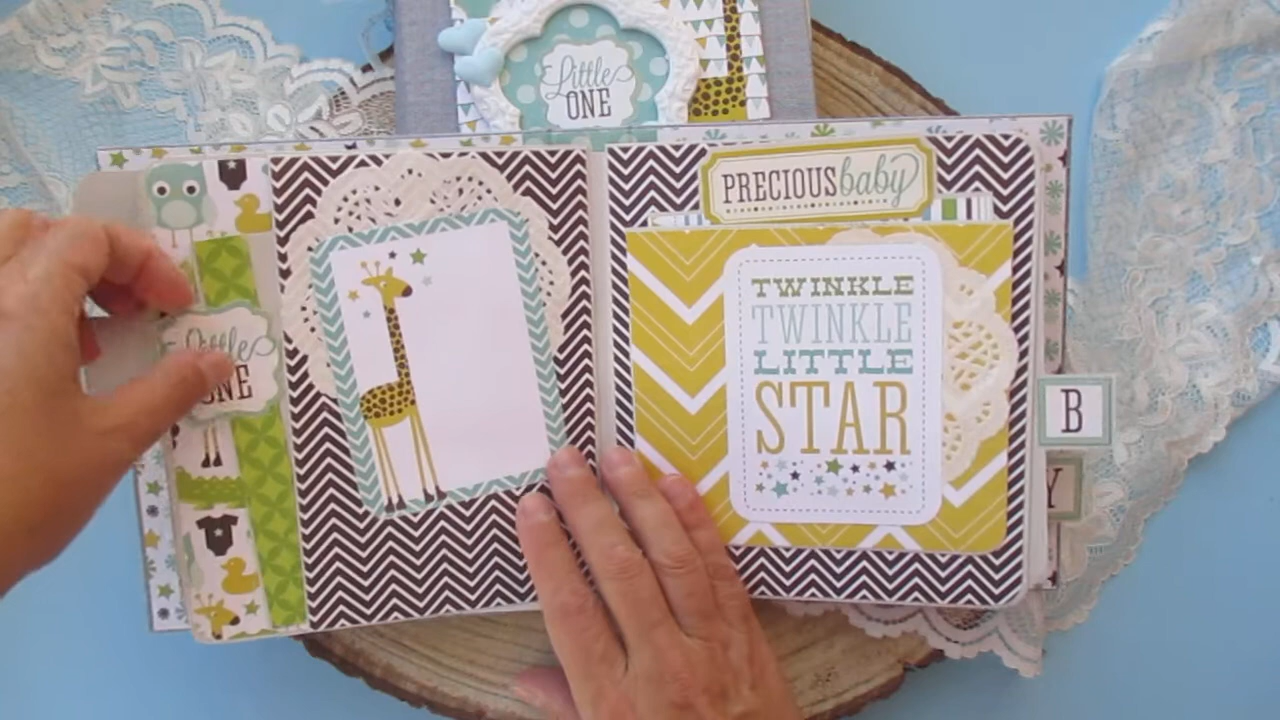 Little
ONE
PRECIOUS baby
Little
ONE
TWINKLE
TWINKLE
LITTLE
STAR
B
Y